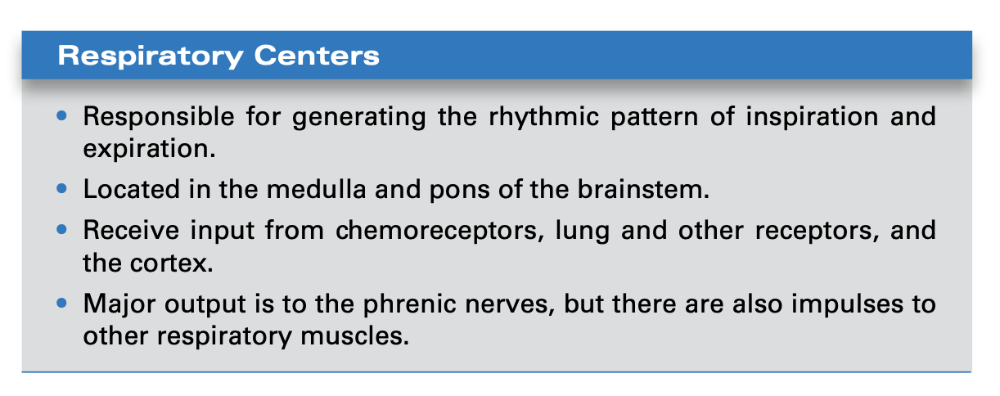 Respiratory Centers
• Responsible for generating the rhythmic pattern of inspiration and
expiration.
• Located in the medulla and pons of the brainstem.
• Receive input from chemoreceptors, lung and other receptors, and
the cortex.
• Major output is to the phrenic nerves, but there are also impulses to
other respiratory muscles.